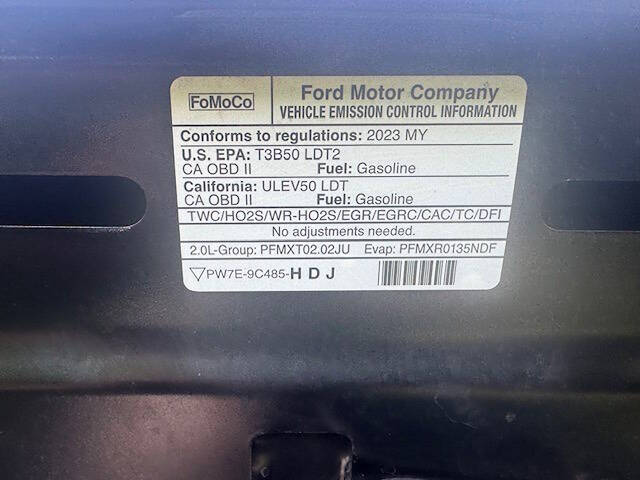 FoMoCo
Ford Motor Company
VEHICLE EMISSION CONTROL INFORMATION
Conforms to regulations: 2023 MY
U.S. EPA: T3B50 LDT2
CA OBD II Fuel: Gasoline
California: ULEV50 LDT
CA OBD II Fuel: Gasoline
TWC/HO2S/WR-HO2S/EGR/EGRC/CAC/TC/DFI
No adjustments needed.
2.0L-Group: PFMXT02.02JU Evap: PFMXR0135NDF
PW7E-9C485-HDJ